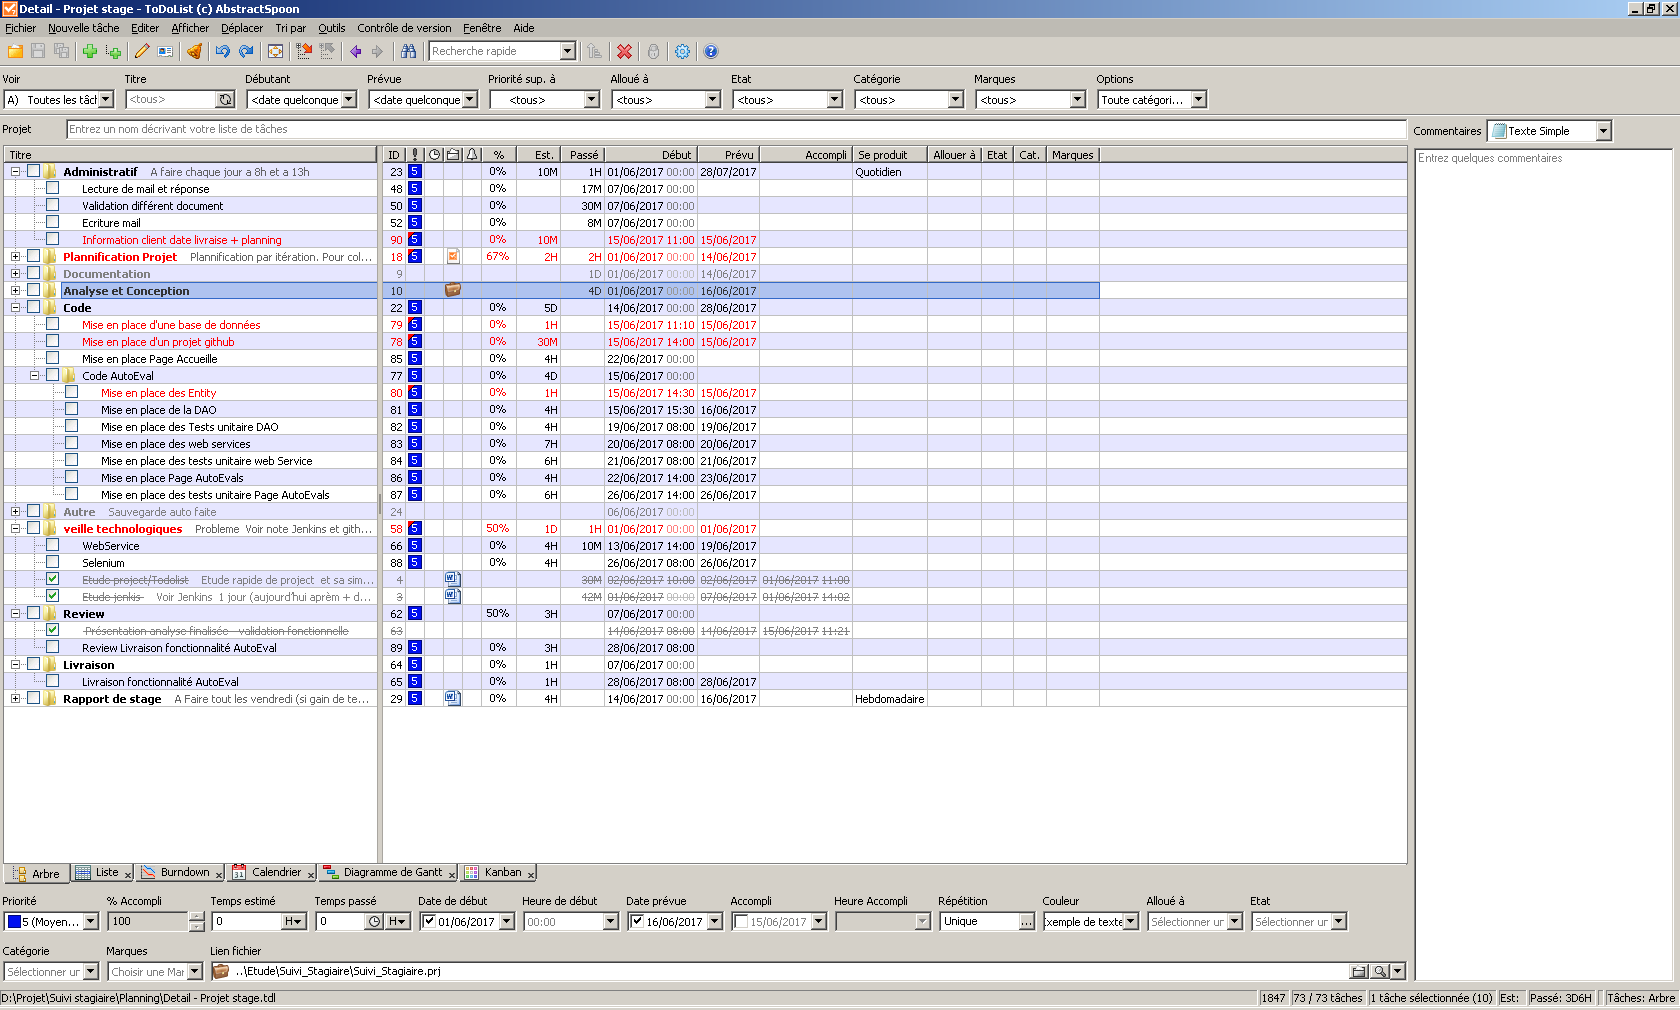 Detail - Projet stage - ToDoList (c) AbstractSpoon
Fichier Nouvelle tâche Editer Afficher Déplacer Tri par Outils Contrôle de version Fenêtre Aide
Recherche rapide
Voir Titre Débutant Prévue Priorité sup. à Alloué à Etat Catégorie Marques Options
A) Toutes les tâcl <tous> <date quelconque <date quelconque <tous> <tous> <tous> <tous> <tous> Toute catégori...
Projet Entrez un nom décrivant votre liste de tâches Commentaires Texte Simple
Titre ID ! % Est. Passé Début Prévu Accompli Se produit Allouer à Etat Cat. Marques
Entrez quelques commentaires
Administratif A faire chaque jour a 8h et a 13h 23 5 0% 10M 1H 01/06/2017 00:00 28/07/2017 Quotidien
Lecture de mail et réponse 48 5 0% 17M 07/06/2017 00:00
Validation différent document 50 5 0% 30M 07/06/2017 00:00
Ecriture mail 52 5 0% 8M 07/06/2017 00:00
Information client date livraise + planning 90 5 0% 10M 15/06/2017 11:00 15/06/2017
Plannification Projet Plannification par itération. Pour col... 18 5 67% 2H 2H 01/06/2017 00:00 14/06/2017
Documentation 9 1D 01/06/2017 00:00 14/06/2017
Analyse et Conception 10 4D 01/06/2017 00:00 16/06/2017
Code 22 5 0% 5D 14/06/2017 00:00 28/06/2017
Mise en place d'une base de données 79 5 0% 1H 15/06/2017 11:10 15/06/2017
Mise en place d'un projet github 78 5 0% 30M 15/06/2017 14:00 15/06/2017
Mise en place Page Accueille 85 5 0% 4H 22/06/2017 00:00
Code AutoEval 77 5 0% 4D 15/06/2017 00:00
Mise en place des Entity 80 5 0% 1H 15/06/2017 14:30 15/06/2017
Mise en place de la DAO 81 5 0% 4H 15/06/2017 15:30 16/06/2017
Mise en place des Tests unitaire DAO 82 5 0% 4H 19/06/2017 08:00 19/06/2017
Mise en place des web services 83 5 0% 7H 20/06/2017 08:00 20/06/2017
Mise en place des tests unitaire web Service 84 5 0% 6H 21/06/2017 08:00 21/06/2017
Mise en place Page AutoEvals 86 5 0% 4H 22/06/2017 14:00 23/06/2017
Mise en place des tests unitaire Page AutoEvals 87 5 0% 6H 26/06/2017 14:00 26/06/2017
Autre Sauvegarde auto faite 24 06/06/2017 00:00
veille technologiques Probleme Voir note Jenkins et gith... 58 5 50% 1D 1H 01/06/2017 00:00 01/06/2017
WebService 66 5 0% 4H 10M 13/06/2017 14:00 19/06/2017
Selenium 88 5 0% 4H 26/06/2017 08:00 26/06/2017
Etude project/Todolist Etude rapide de project et sa sim... 4 30M 02/06/2017 10:00 02/06/2017 01/06/2017 11:00
Etude jenkis Voir Jenkins 1 jour (aujourd'hui aprèm + d... 3 42M 01/06/2017 00:00 07/06/2017 01/06/2017 14:02
Review 62 5 50% 3H 07/06/2017 00:00
Présentation analyse finalisée - validation fonctionnelle 63 14/06/2017 08:00 14/06/2017 15/06/2017 11:21
Review Livraison fonctionnalité AutoEval 89 5 0% 3H 28/06/2017 08:00
Livraison 64 5 0% 1H 07/06/2017 00:00
Livraison fonctionnalité AutoEval 65 5 0% 1H 28/06/2017 08:00 28/06/2017
Rapport de stage A Faire tout les vendredi (si gain de te... 29 5 0% 4H 14/06/2017 00:00 16/06/2017 Hebdomadaire
Arbre Liste Burndown Calendrier Diagramme de Gantt Kanban
Priorité % Accompli Temps estimé Temps passé Date de début Heure de début Date prévue Accompli Heure Accompli Répétition Couleur Alloué à Etat
5 (Moyen... 100 0 H 0 H 01/06/2017 00:00 16/06/2017 15/06/2017 Unique ... xemple de texte Sélectionner ur Sélectionner ur
Catégorie Marques Lien fichier
Sélectionner ur Choisir une Mar ..\Etude\Suivi_Stagiaire\Suivi_Stagiaire.prj
D:\Projet\Suivi stagiaire\Planning\Detail - Projet stage.tdl 1847 73 / 73 tâches 1 tâche sélectionnée (10) Est: Passé: 3D6H Tâches: Arbre